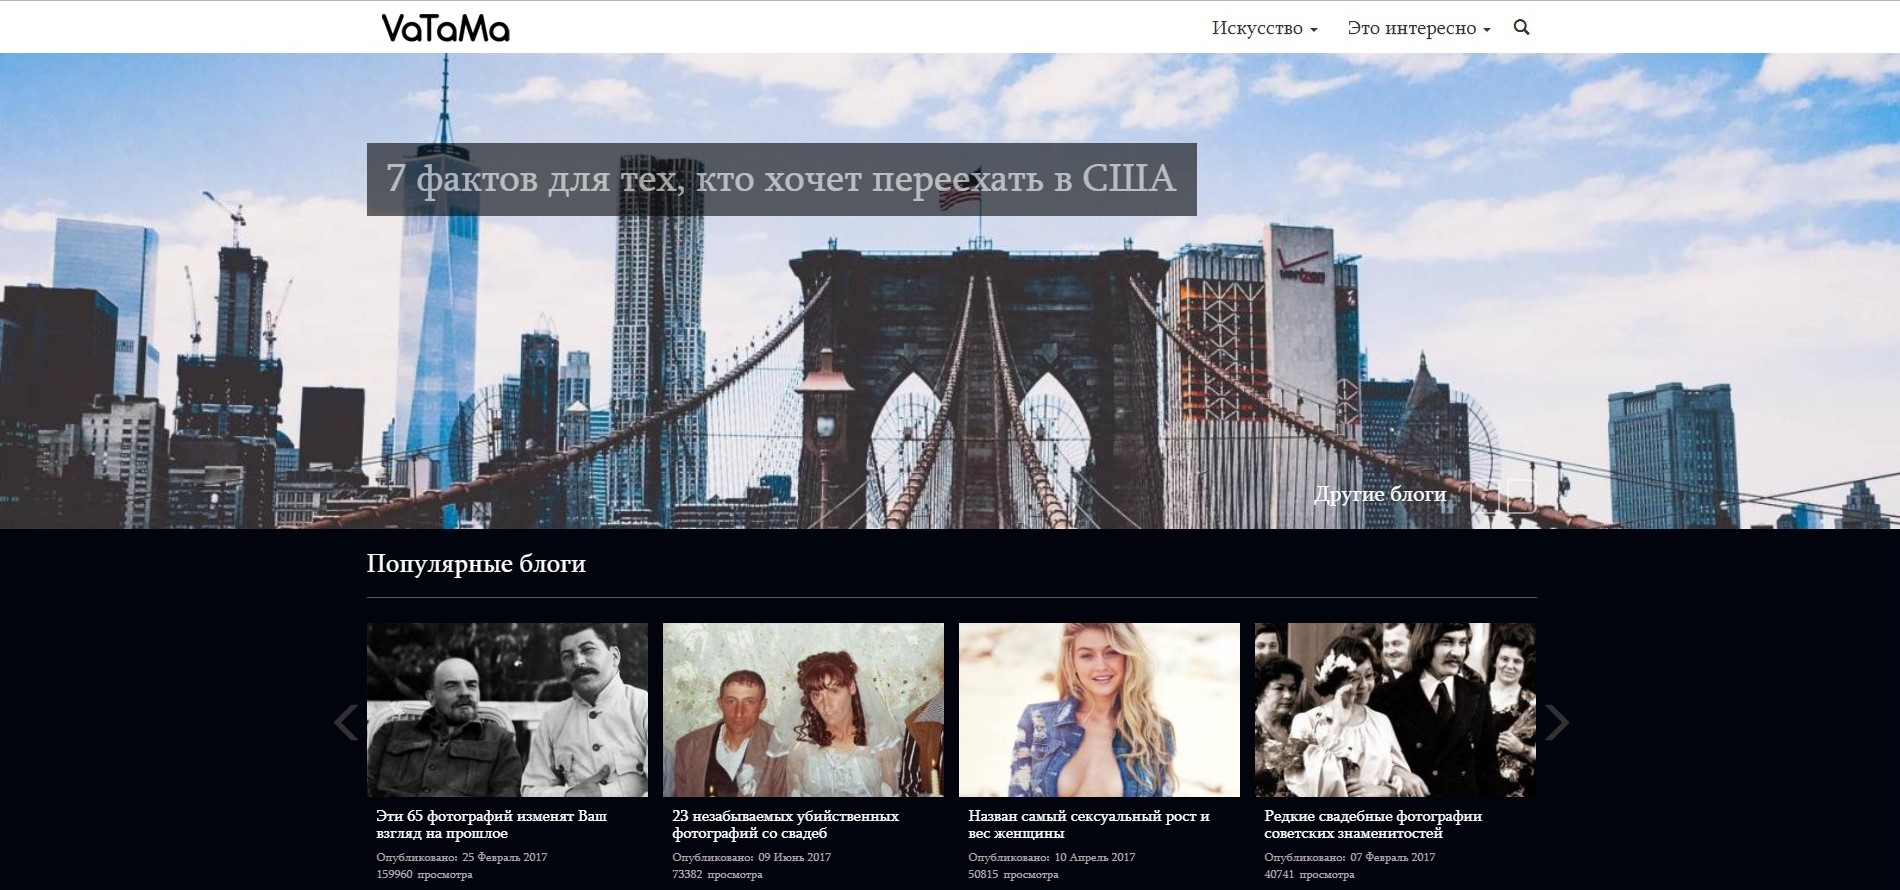 VaTaMa
Искусство
Это интересно
7 фактов для тех, кто хочет переехать в США
verizon
Другие блоги
Популярные блоги
Эти 65 фотографий изменят Ваш
взгляд на прошлое
Опубликовано: 25 Февраль 2017
159960 просмотра
23 незабываемых убийственных
фотографий со свадеб
Опубликовано: 09 Июнь 2017
73382 просмотра
Назван самый сексуальный рост и
вес женщины
Опубликовано: 10 Апрель 2017
50815 просмотра
Редкие свадебные фотографии
советских знаменитостей
Опубликовано: 07 Февраль 2017
40741 просмотра